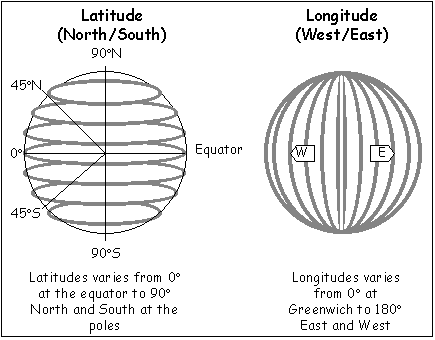 Latitude
(North/South)
90°N
45°N
0°
Equator
45°S
90°S
Latitudes varies from 0°
at the equator to 90°
North and South at the
poles
Longitude
(West/East)
W
E
Longitudes varies
from 0° at
Greenwich to 180°
East and West